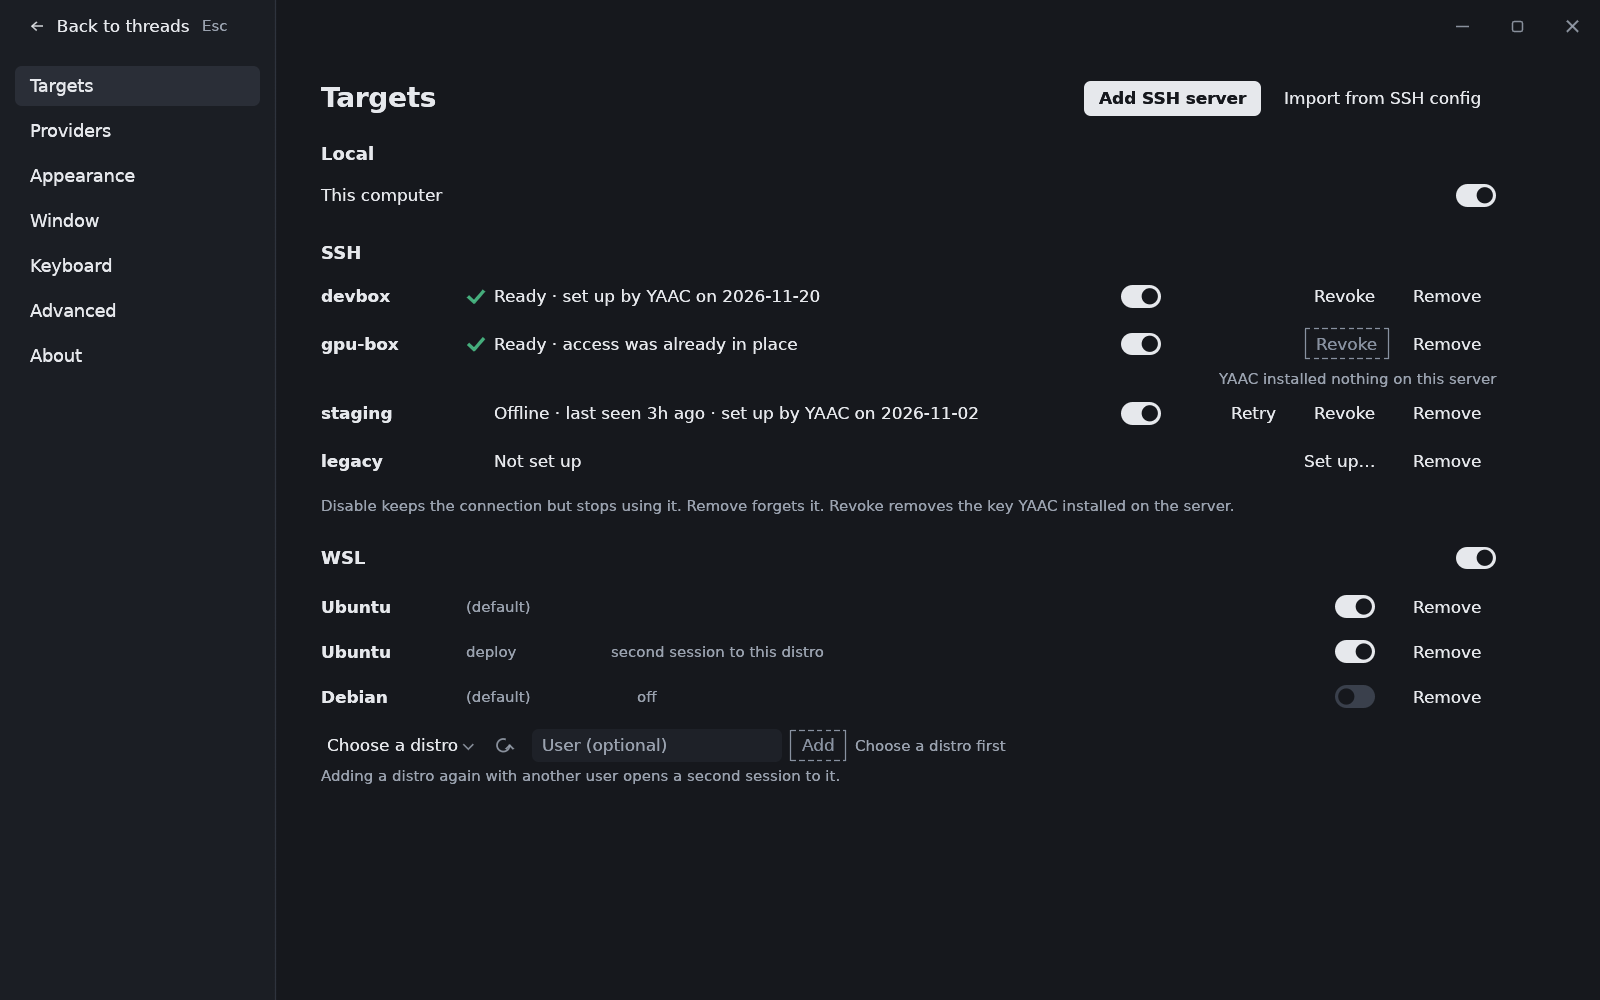 Back to threads Esc
Targets
Providers
Appearance
Window
Keyboard
Advanced
About
Targets Add SSH server Import from SSH config
Local
This computer
SSH
devbox Ready · set up by YAAC on 2026-11-20 Revoke Remove
gpu-box Ready · access was already in place Revoke Remove
YAAC installed nothing on this server
staging Offline · last seen 3h ago · set up by YAAC on 2026-11-02 Retry Revoke Remove
legacy Not set up Set up... Remove
Disable keeps the connection but stops using it. Remove forgets it. Revoke removes the key YAAC installed on the server.
WSL
Ubuntu (default) Remove
Ubuntu deploy second session to this distro Remove
Debian (default) off Remove
Choose a distro User (optional) Add Choose a distro first
Adding a distro again with another user opens a second session to it.